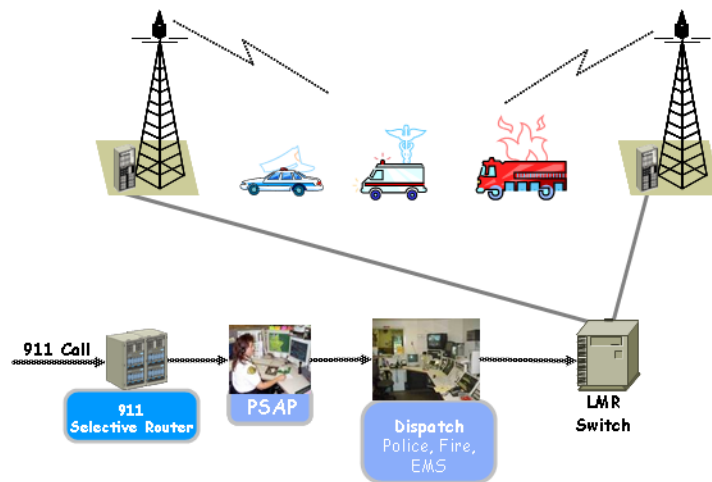 911 Call
911
Selective Router
PSAP
Dispatch
Police, Fire,
EMS
LMR
Switch